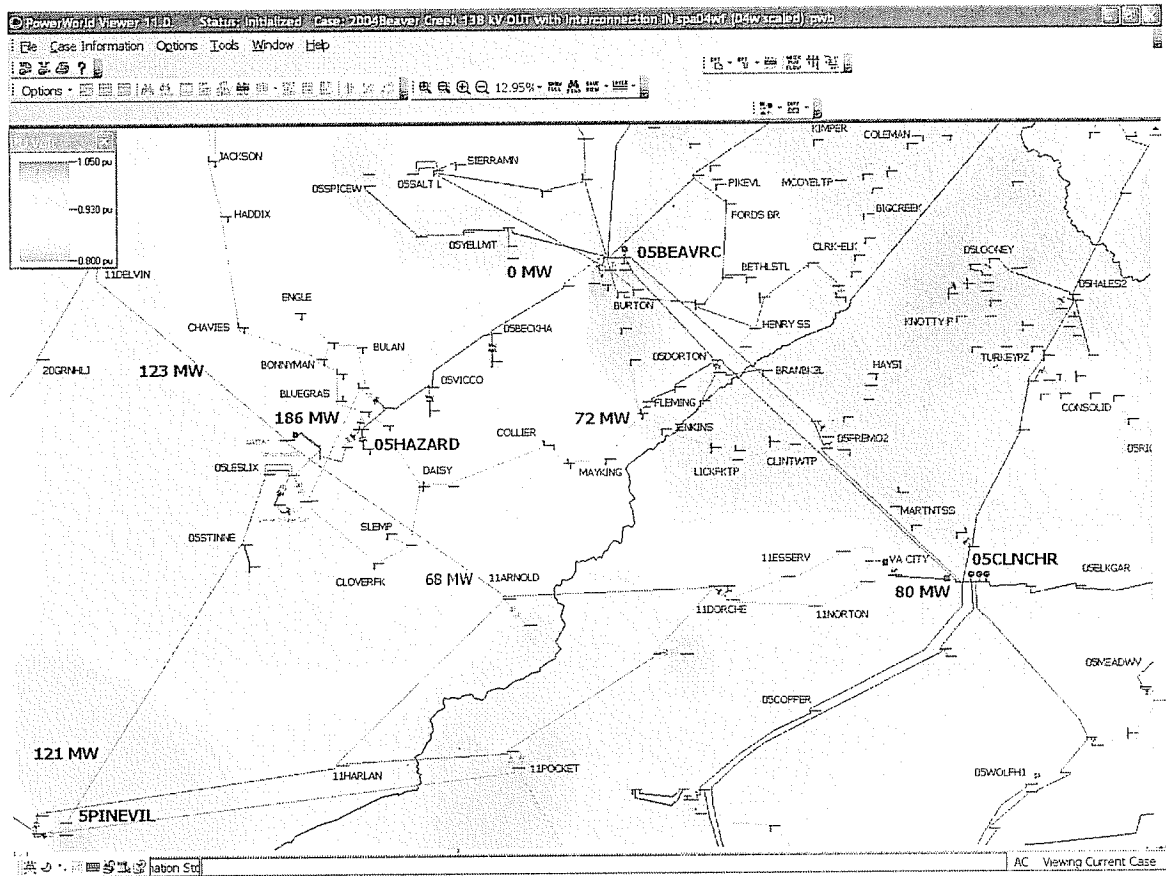 PowerWorld Viewer 11.0 Status: Initialized Case: 2004Beaver Creek 138 kV OUT with Interconnection IN spa04wf (04w scaled).pwb
File Case Information Options Tools Window Help
Options
12.95%
1.050 pu
0.930 pu
0.800 pu
JACKSON
HADDIX
11DELVIN
ENGLE
CHAVIES
20GRNHLJ
BONNYMAN
BULAN
BLUEGRAS
123 MW
186 MW
05HAZARD
05LESLIX
05STINNE
SLEMP
CLOVERFK
DAISY
COLLIER
05VICCO
05BECKHA
05SPICEW
05SALT L
SIERRAMN
05YELLMT
0 MW
05BEAVRC
BURTON
PIKEVL
FORDS BR
BETHLSTL
HENRY SS
KIMPER
COLEMAN
MCOYELTP
BIGCREEK
CLRK-ELK
05LOONEY
05HALES2
KNOTTY P
TURKEYPZ
CONSOLID
05RIC
05DORTON
BRANBKZL
HAYSI
FLEMING
72 MW
JENKINS
MAYKING
LICKFKTP
CLINTWTP
05FREMO2
MARTNTSS
VA CITY
05CLNCHR
05ELKGAR
80 MW
11ESSERV
11NORTON
11DORCHE
68 MW
11ARNOLD
05COPPER
05MEADWV
05WOLFH1
121 MW
11HARLAN
11POCKET
5PINEVIL
AC Viewing Current Case